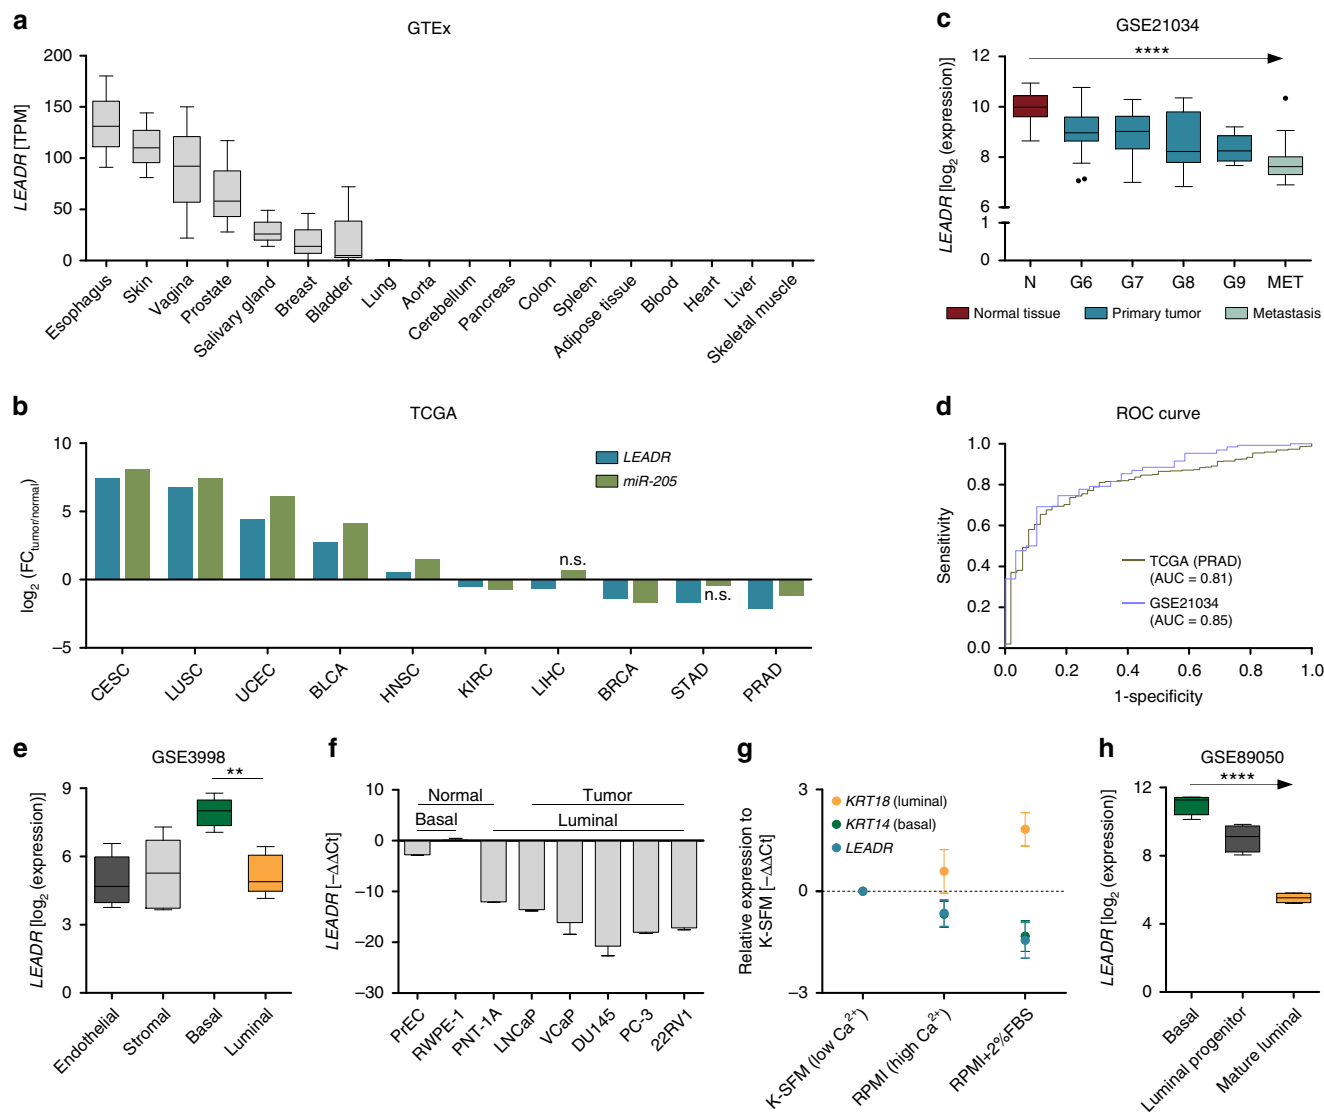 a
GTEx
LEADR [TPM]
200
150
100
50
0
Esophagus
Skin
Vagina
Prostate
Salivary gland
Breast
Bladder
Lung
Aorta
Cerebellum
Pancreas
Colon
Spleen
Adipose tissue
Blood
Heart
Liver
Skeletal muscle
c
GSE21034
LEADR [log2 (expression)]
12
10
8
6
1
0
****
N
G6
G7
G8
G9
MET
Normal tissue
Primary tumor
Metastasis
b
TCGA
log2 (FCtumor/normal)
10
5
0
–5
LEADR
miR-205
n.s.
n.s.
CESC
LUSC
UCEC
BLCA
HNSC
KIRC
LIHC
BRCA
STAD
PRAD
d
ROC curve
Sensitivity
1.0
0.8
0.6
0.4
0.2
0.0
TCGA (PRAD)
(AUC = 0.81)
GSE21034
(AUC = 0.85)
0.0
0.2
0.4
0.6
0.8
1.0
1-specificity
e
GSE3998
LEADR [log2 (expression)]
9
6
3
0
**
Endothelial
Stromal
Basal
Luminal
f
LEADR [–ΔΔCt]
10
0
–10
–20
–30
Normal
Tumor
Basal
Luminal
PrEC
RWPE-1
PNT-1A
LNCaP
VCaP
DU145
PC-3
22RV1
g
Relative expression to
K-SFM [–ΔΔCt]
3
0
–3
KRT18 (luminal)
KRT14 (basal)
LEADR
K-SFM (low Ca2+)
RPMI (high Ca2+)
RPMI+2%FBS
h
GSE89050
LEADR [log2 (expression)]
12
8
4
0
****
Basal
Luminal progenitor
Mature luminal